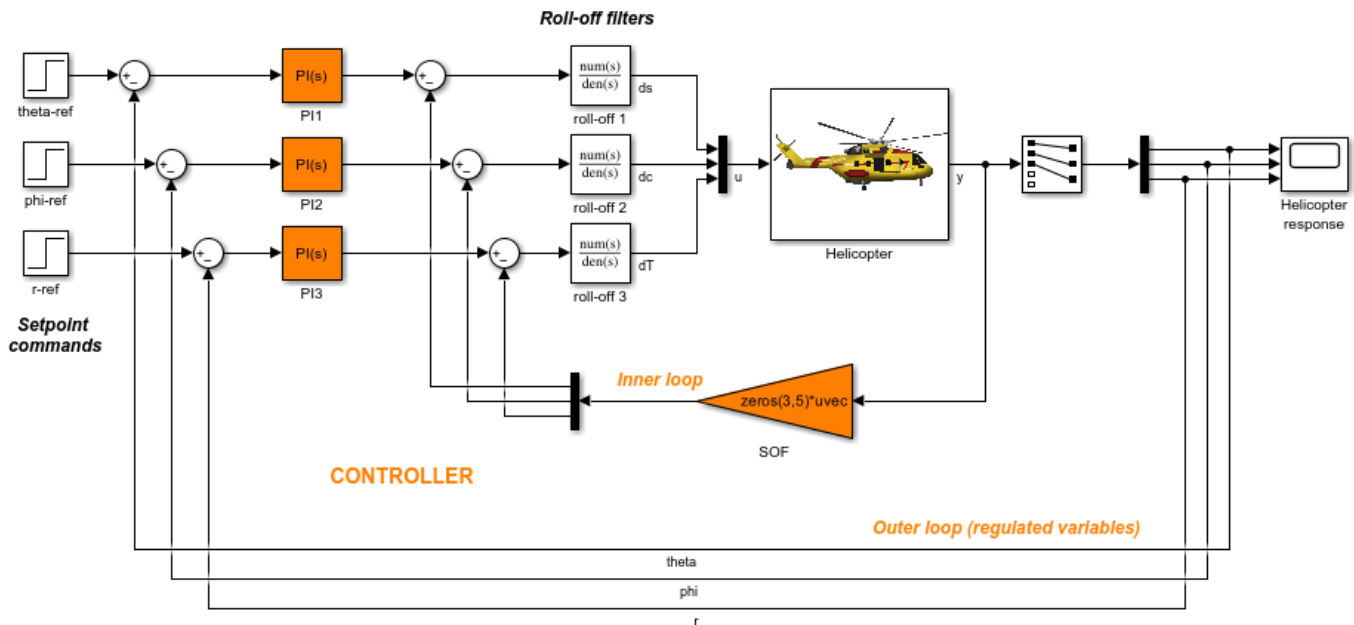 Roll-off filters
theta-ref
+
−
PI(s)
PI1
+
−
num(s)
den(s)
roll-off 1
ds
phi-ref
+
−
PI(s)
PI2
+
−
num(s)
den(s)
roll-off 2
dc
u
Helicopter
y
Helicopter
response
r-ref
+
−
PI(s)
PI3
+
−
num(s)
den(s)
roll-off 3
dT
Setpoint
commands
Inner loop
zeros(3,5)*uvec
SOF
CONTROLLER
Outer loop (regulated variables)
theta
phi
r